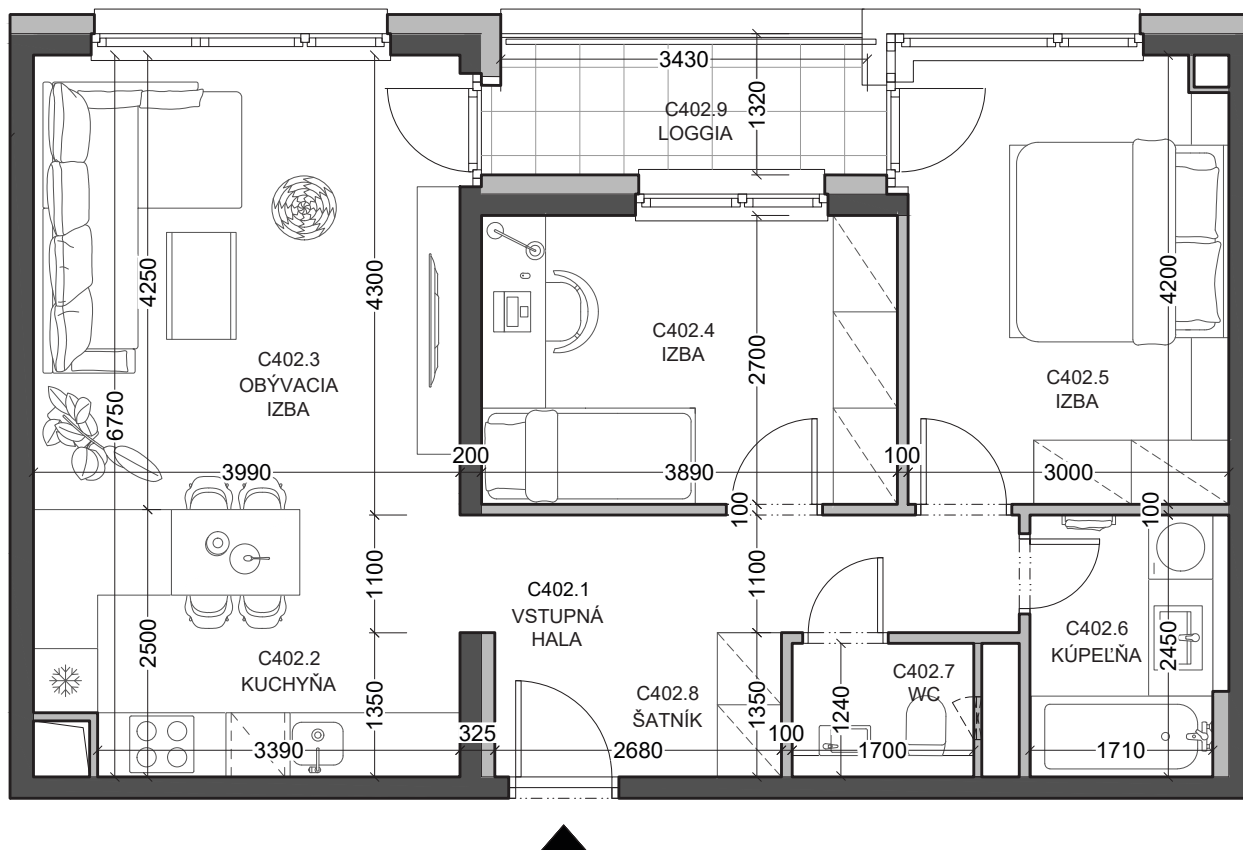 3430
C402.9
LOGGIA
1320
4250
4300
4200
C402.3
OBÝVACIA
IZBA
C402.4
IZBA
2700
C402.5
IZBA
6750
3990
200
3890
100
3000
100
100
1100
1100
C402.1
VSTUPNÁ
HALA
C402.6
KÚPEĽŇA
2500
2450
C402.2
KUCHYŇA
C402.7
WC
C402.8
ŠATNÍK
1350
1350
1240
3390
325
2680
100
1700
1710